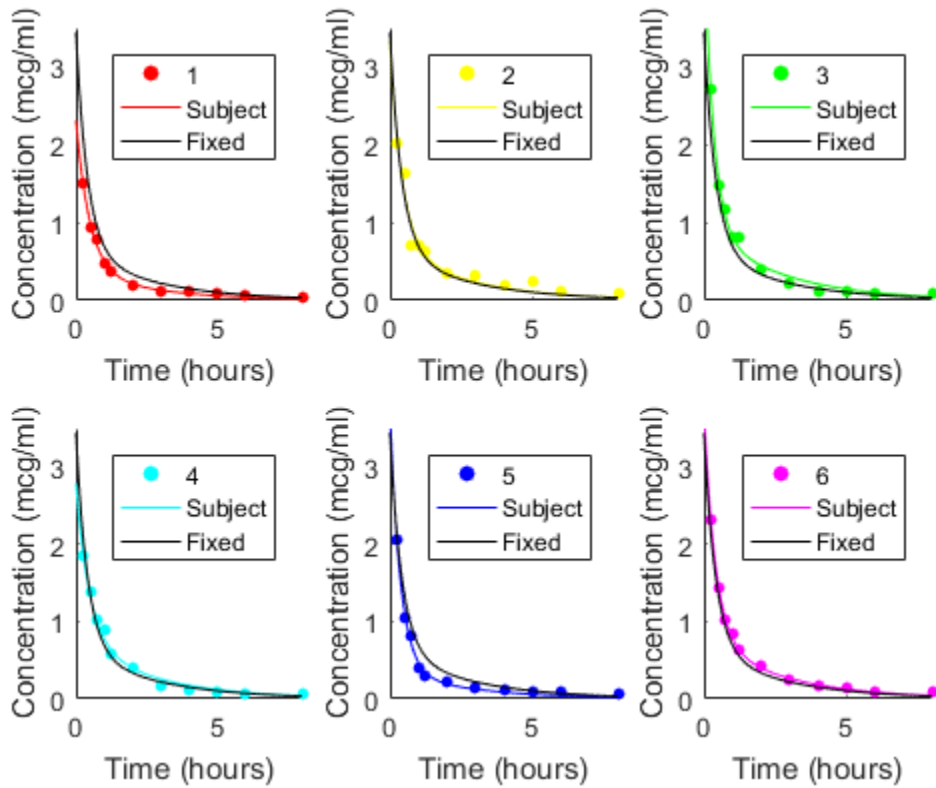 Concentration (mcg/ml)
3
2
1
0
0
5
Time (hours)
1
Subject
Fixed
Concentration (mcg/ml)
3
2
1
0
0
5
Time (hours)
2
Subject
Fixed
Concentration (mcg/ml)
3
2
1
0
0
5
Time (hours)
3
Subject
Fixed
Concentration (mcg/ml)
3
2
1
0
0
5
Time (hours)
4
Subject
Fixed
Concentration (mcg/ml)
3
2
1
0
0
5
Time (hours)
5
Subject
Fixed
Concentration (mcg/ml)
3
2
1
0
0
5
Time (hours)
6
Subject
Fixed